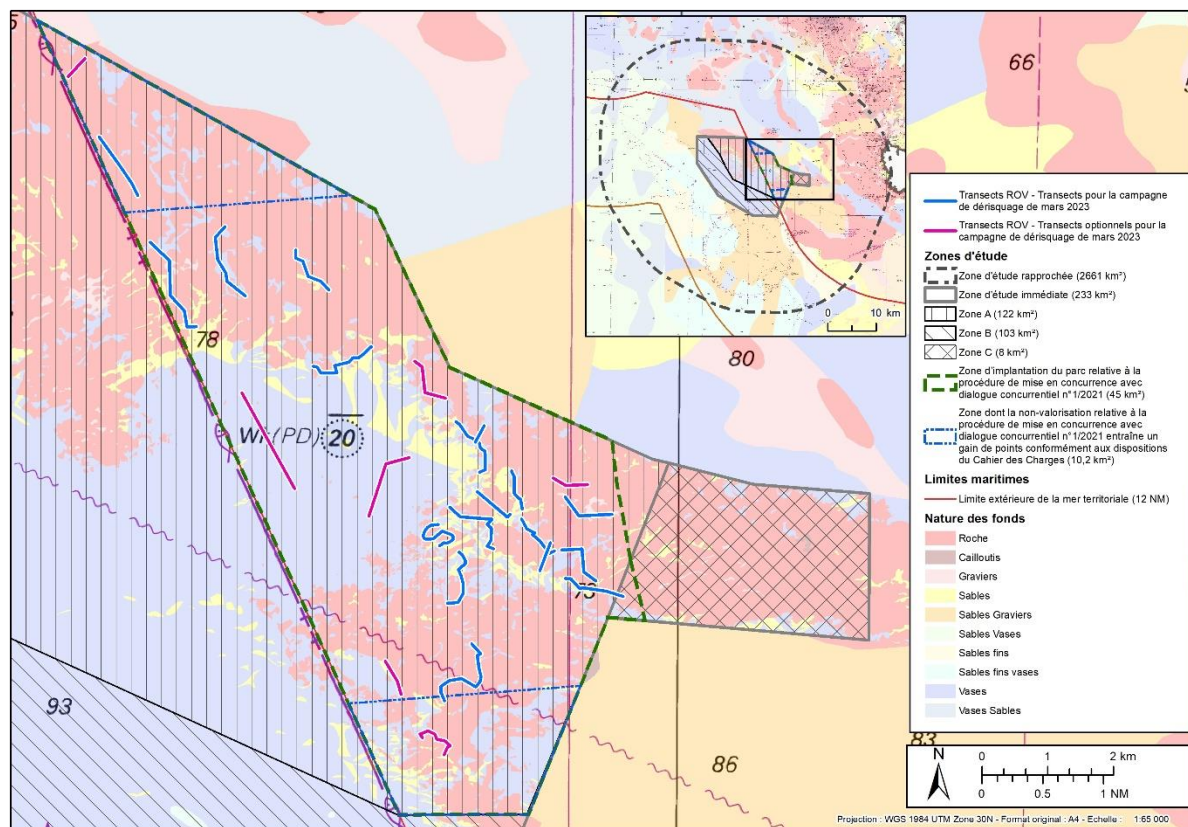 66
78
80
WK (PD) 20
93
86
83
0 10 km
Transects ROV - Transects pour la campagne
de dérisquage de mars 2023
Transects ROV - Transects optionnels pour la
campagne de dérisquage de mars 2023
Zones d'étude
Zone d'étude rapprochée (2661 km²)
Zone d'étude immédiate (233 km²)
Zone A (122 km²)
Zone B (103 km²)
Zone C (8 km²)
Zone d'implantation du parc relative à la
procédure de mise en concurrence avec
dialogue concurrentiel n°1/2021 (45 km²)
Zone dont la non-valorisation relative à la
procédure de mise en concurrence avec
dialogue concurrentiel n°1/2021 entraîne un
gain de points conformément aux dispositions
du Cahier des Charges (10,2 km²)
Limites maritimes
Limite extérieure de la mer territoriale (12 NM)
Nature des fonds
Roche
Cailloutis
Graviers
Sables
Sables Graviers
Sables Vases
Sables fins
Sables fins vases
Vases
Vases Sables
N
0 1 2 km
0 0.5 1 NM
Projection : WGS 1984 UTM Zone 30N - Format original : A4 - Echelle : 1:65 000